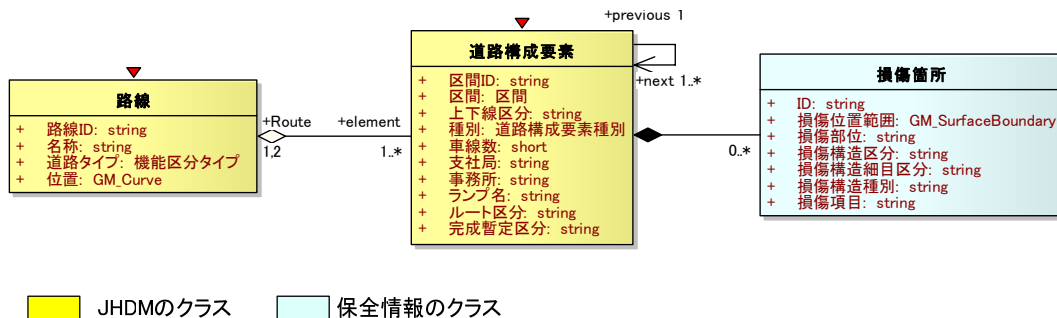 路線
+ 路線ID: string
+ 名称: string
+ 道路タイプ: 機能区分タイプ
+ 位置: GM_Curve
+Route
1,2
+element
1..*
道路構成要素
+ 区間ID: string
+ 区間: 区間
+ 上下線区分: string
+ 種別: 道路構成要素種別
+ 車線数: short
+ 支社局: string
+ 事務所: string
+ ランプ名: string
+ ルート区分: string
+ 完成暫定区分: string
+previous 1
+next 1..*
0..*
損傷箇所
+ ID: string
+ 損傷位置範囲: GM_SurfaceBoundary
+ 損傷部位: string
+ 損傷構造区分: string
+ 損傷構造細目区分: string
+ 損傷構造種別: string
+ 損傷項目: string
JHDMのクラス
保全情報のクラス